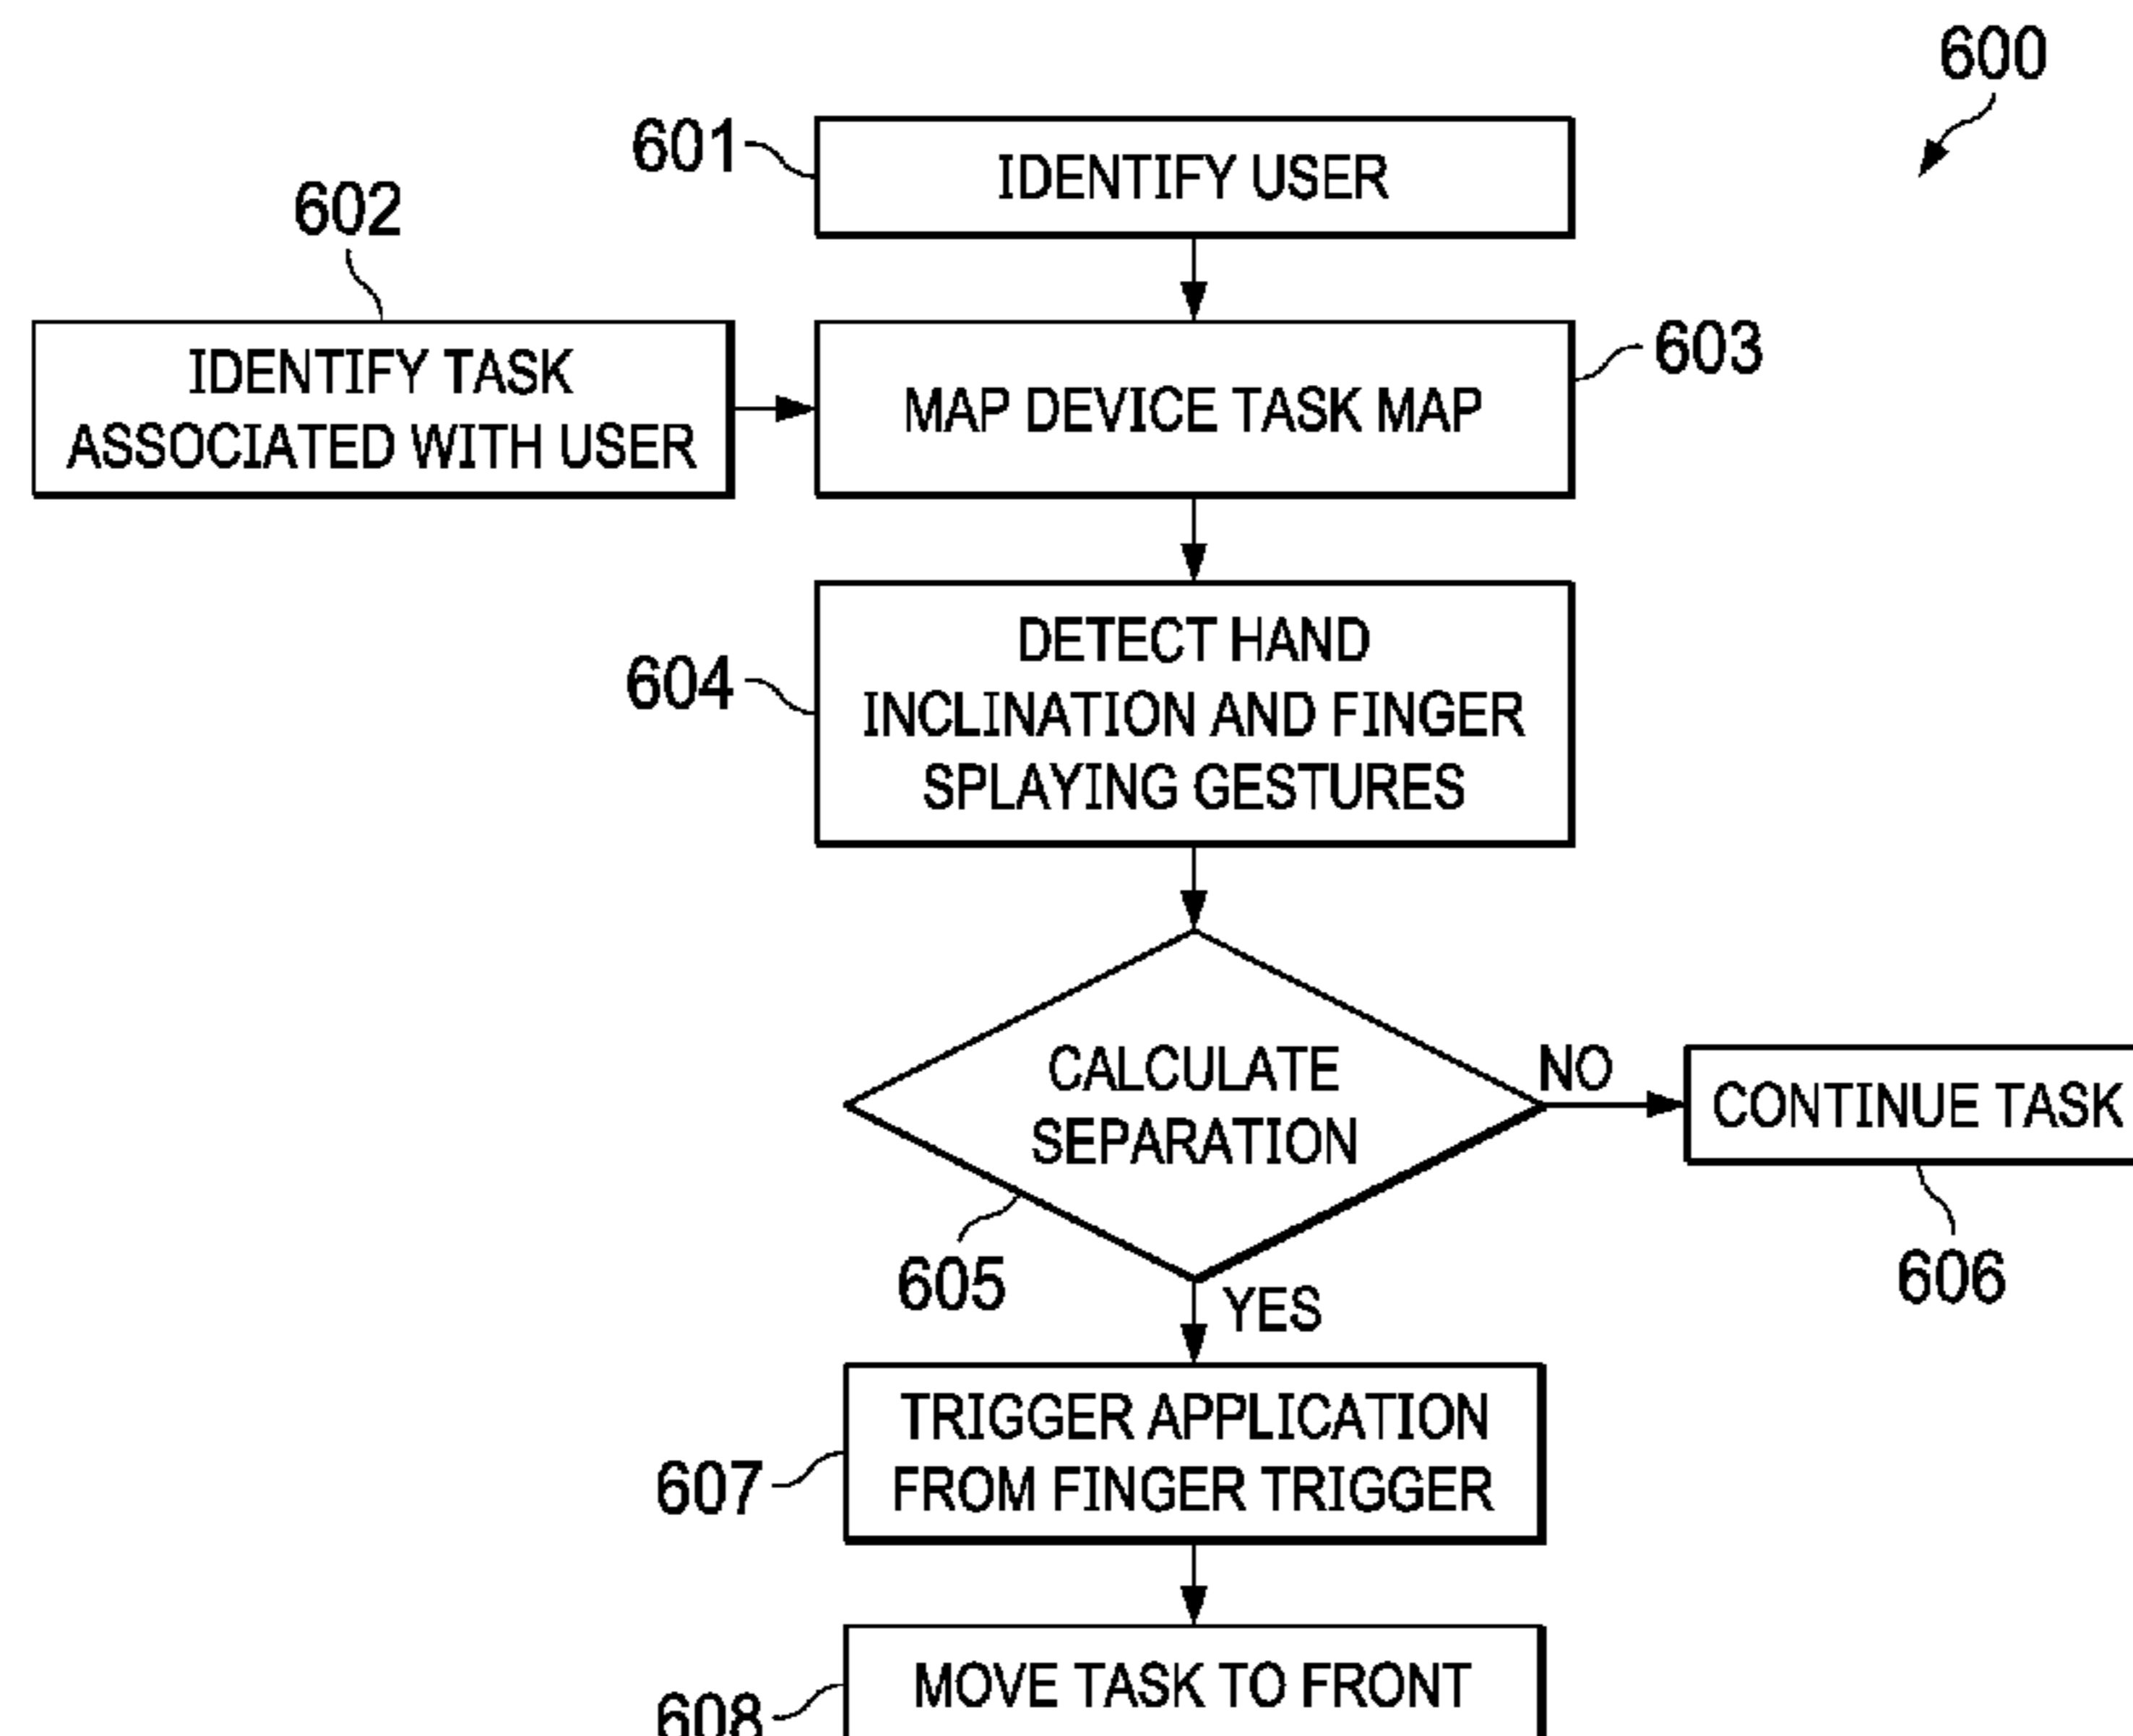 600
601
IDENTIFY USER
602
IDENTIFY TASK
ASSOCIATED WITH USER
MAP DEVICE TASK MAP
603
604
DETECT HAND
INCLINATION AND FINGER
SPLAYING GESTURES
CALCULATE
SEPARATION
NO
CONTINUE TASK
605
606
YES
TRIGGER APPLICATION
FROM FINGER TRIGGER
607
MOVE TASK TO FRONT
608